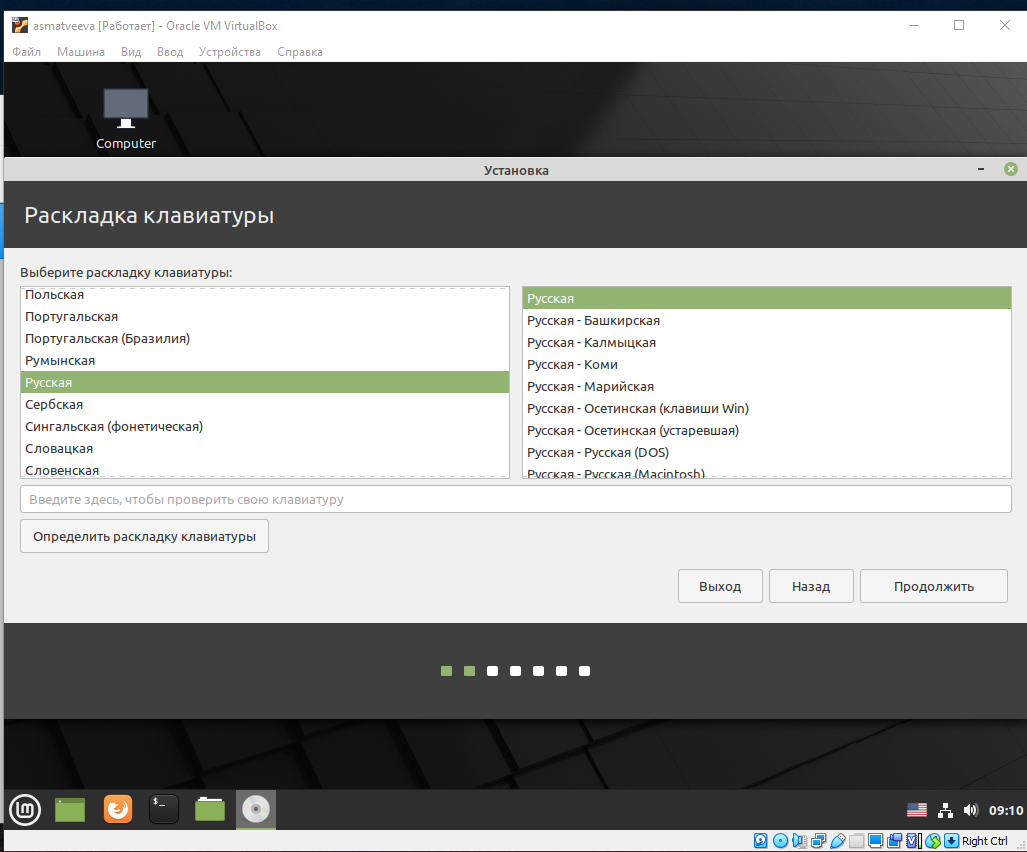 asmatveeva [Работает] - Oracle VM VirtualBox
Файл Машина Вид Ввод Устройства Справка
Computer
Установка
Раскладка клавиатуры
Выберите раскладку клавиатуры:
Польская
Португальская
Португальская (Бразилия)
Румынская
Русская
Сербская
Сингальская (фонетическая)
Словацкая
Словенская
Русская
Русская - Башкирская
Русская - Калмыцкая
Русская - Коми
Русская - Марийская
Русская - Осетинская (клавиши Win)
Русская - Осетинская (устаревшая)
Русская - Русская (DOS)
Русская - Русская (Macintosh)
Введите здесь, чтобы проверить свою клавиатуру
Определить раскладку клавиатуры
Выход Назад Продолжить
$_
09:10
Right Ctrl